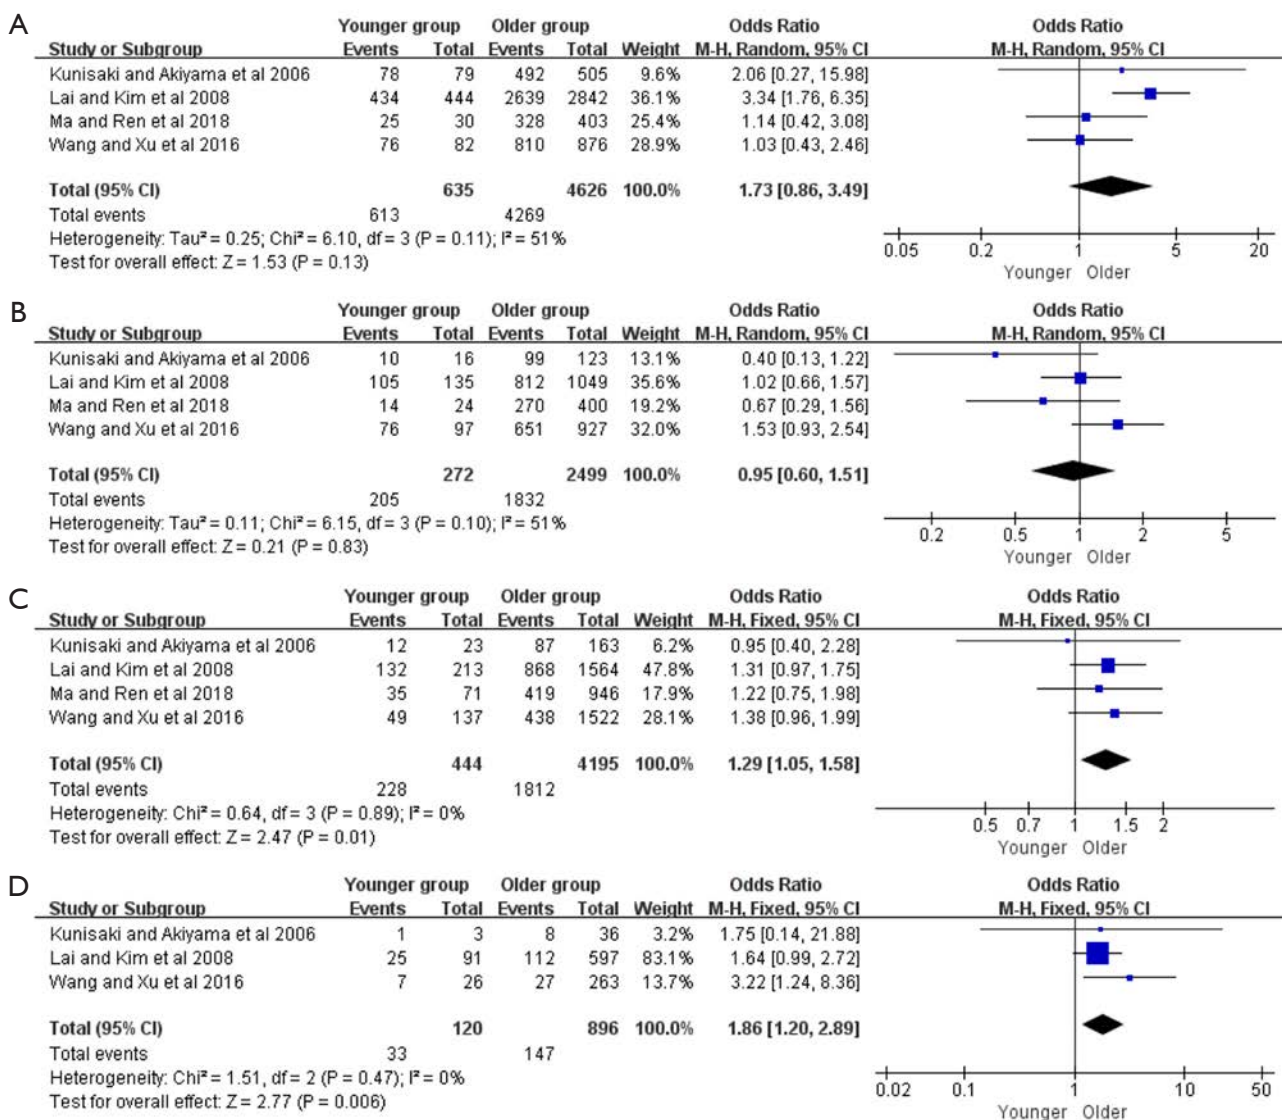 A
Younger group Older group Odds Ratio Odds Ratio
Study or Subgroup Events Total Events Total Weight M-H, Random, 95% CI M-H, Random, 95% CI
Kunisaki and Akiyama et al 2006 78 79 492 505 9.6% 2.06 [0.27, 15.98]
Lai and Kim et al 2008 434 444 2639 2842 36.1% 3.34 [1.76, 6.35]
Ma and Ren et al 2018 25 30 328 403 25.4% 1.14 [0.42, 3.08]
Wang and Xu et al 2016 76 82 810 876 28.9% 1.03 [0.43, 2.46]
Total (95% CI) 635 4626 100.0% 1.73 [0.86, 3.49]
Total events 613 4269
Heterogeneity: Tau² = 0.25; Chi² = 6.10, df = 3 (P = 0.11); I² = 51%
Test for overall effect: Z = 1.53 (P = 0.13)
0.05 0.2 1 5 20
Younger Older
B
Younger group Older group Odds Ratio Odds Ratio
Study or Subgroup Events Total Events Total Weight M-H, Random, 95% CI M-H, Random, 95% CI
Kunisaki and Akiyama et al 2006 10 16 99 123 13.1% 0.40 [0.13, 1.22]
Lai and Kim et al 2008 105 135 812 1049 35.6% 1.02 [0.66, 1.57]
Ma and Ren et al 2018 14 24 270 400 19.2% 0.67 [0.29, 1.56]
Wang and Xu et al 2016 76 97 651 927 32.0% 1.53 [0.93, 2.54]
Total (95% CI) 272 2499 100.0% 0.95 [0.60, 1.51]
Total events 205 1832
Heterogeneity: Tau² = 0.11; Chi² = 6.15, df = 3 (P = 0.10); I² = 51%
Test for overall effect: Z = 0.21 (P = 0.83)
0.2 0.5 1 2 5
Younger Older
C
Younger group Older group Odds Ratio Odds Ratio
Study or Subgroup Events Total Events Total Weight M-H, Fixed, 95% CI M-H, Fixed, 95% CI
Kunisaki and Akiyama et al 2006 12 23 87 163 6.2% 0.95 [0.40, 2.28]
Lai and Kim et al 2008 132 213 868 1564 47.8% 1.31 [0.97, 1.75]
Ma and Ren et al 2018 35 71 419 946 17.9% 1.22 [0.75, 1.98]
Wang and Xu et al 2016 49 137 438 1522 28.1% 1.38 [0.96, 1.99]
Total (95% CI) 444 4195 100.0% 1.29 [1.05, 1.58]
Total events 228 1812
Heterogeneity: Chi² = 0.64, df = 3 (P = 0.89); I² = 0%
Test for overall effect: Z = 2.47 (P = 0.01)
0.5 0.7 1 1.5 2
Younger Older
D
Younger group Older group Odds Ratio Odds Ratio
Study or Subgroup Events Total Events Total Weight M-H, Fixed, 95% CI M-H, Fixed, 95% CI
Kunisaki and Akiyama et al 2006 1 3 8 36 3.2% 1.75 [0.14, 21.88]
Lai and Kim et al 2008 25 91 112 597 83.1% 1.64 [0.99, 2.72]
Wang and Xu et al 2016 7 26 27 263 13.7% 3.22 [1.24, 8.36]
Total (95% CI) 120 896 100.0% 1.86 [1.20, 2.89]
Total events 33 147
Heterogeneity: Chi² = 1.51, df = 2 (P = 0.47); I² = 0%
Test for overall effect: Z = 2.77 (P = 0.006)
0.02 0.1 1 10 50
Younger Older